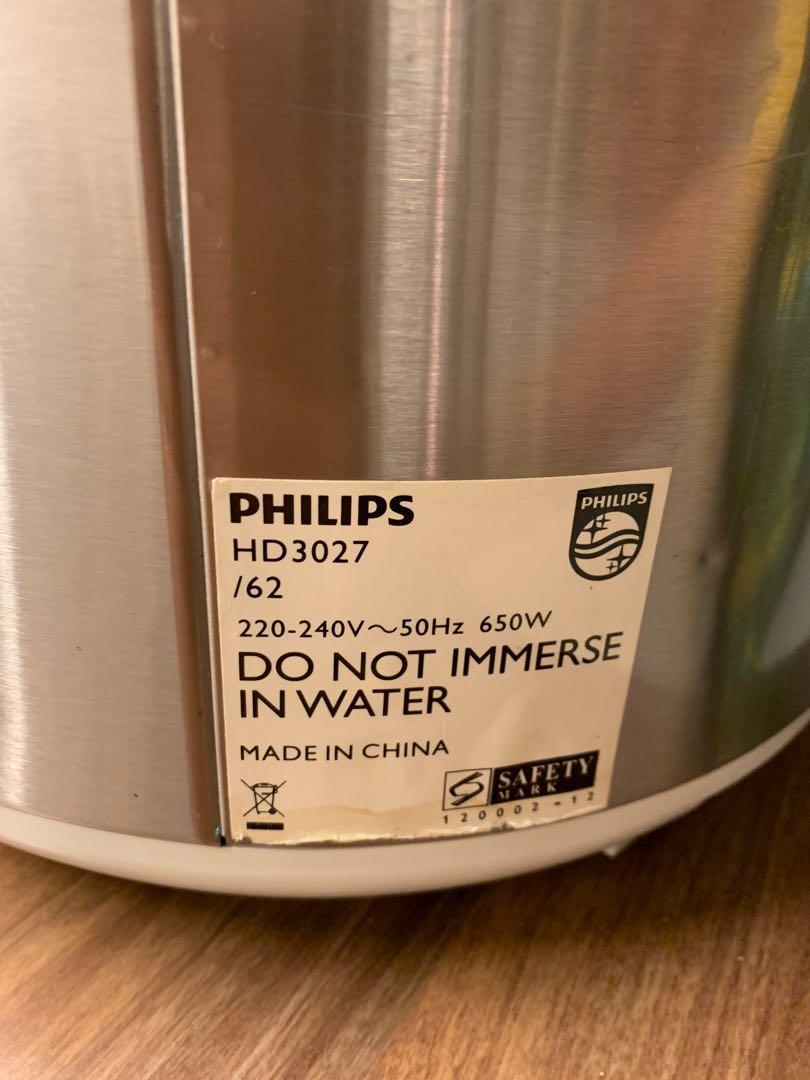 PHILIPS
PHILIPS
HD3027
/62
220-240V～50Hz 650W
DO NOT IMMERSE
IN WATER
MADE IN CHINA
SAFETY
MARK
120002-12